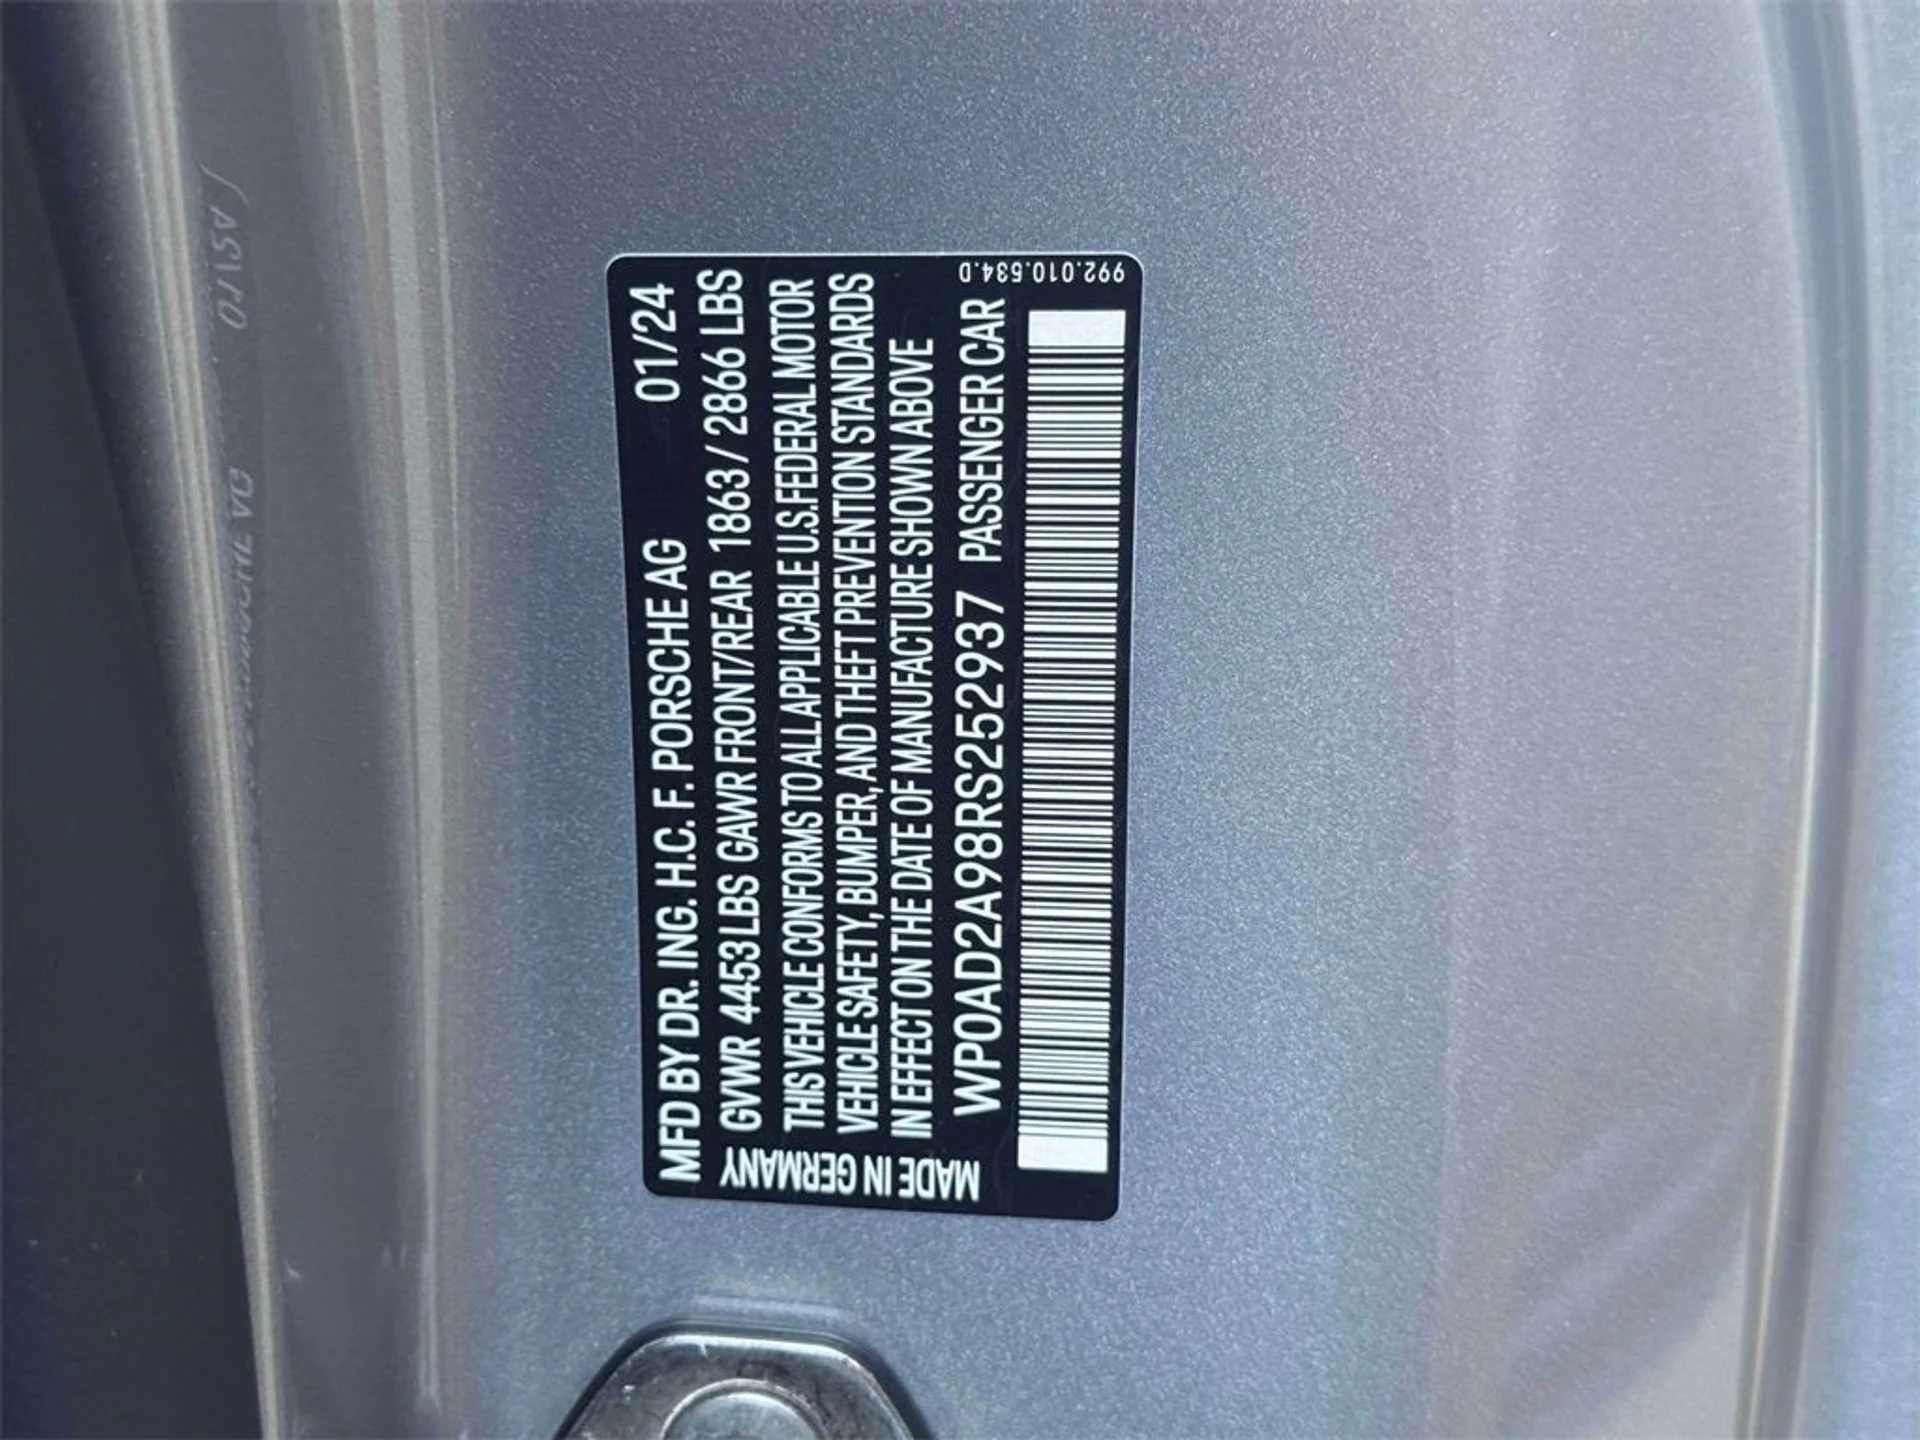 MFD BY DR. ING. H.C. F. PORSCHE AG 01/24
GVWR 4453 LBS GAWR FRONT/REAR 1863 / 2866 LBS
THIS VEHICLE CONFORMS TO ALL APPLICABLE U.S. FEDERAL MOTOR
VEHICLE SAFETY, BUMPER, AND THEFT PREVENTION STANDARDS
IN EFFECT ON THE DATE OF MANUFACTURE SHOWN ABOVE
WP0AD2A98RS252937 PASSENGER CAR
MADE IN GERMANY
992.010.534.D